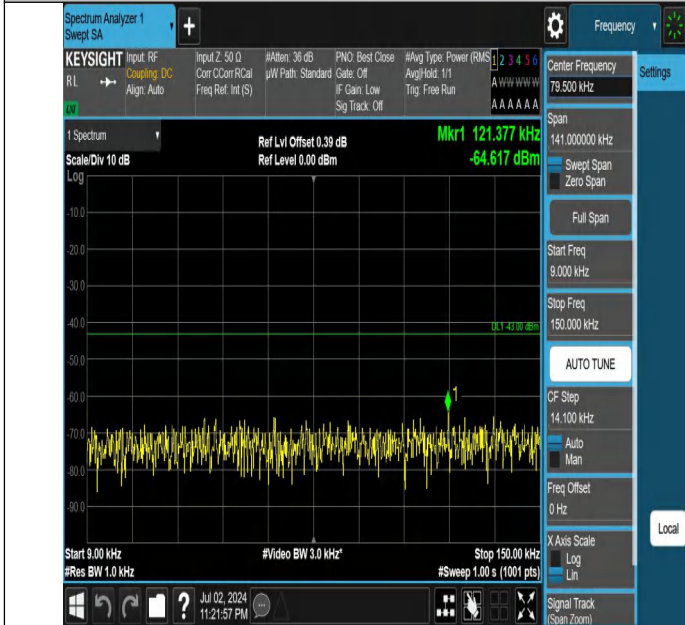 Spectrum Analyzer 1
Swept SA
+
Frequency
KEYSIGHT
RL
Input: RF
Coupling: DC
Align: Auto
Input Z: 50 Ω
Corr CCorr RCal
Freq Ref: Int (S)
#Atten: 36 dB
µW Path: Standard
PNO: Best Close
Gate: Off
IF Gain: Low
Sig Track: Off
#Avg Type: Power (RMS
Avg|Hold: 1/1
Trig: Free Run
1 2 3 4 5 6
A W W W W W
A A A A A A
1 Spectrum
Scale/Div 10 dB
Ref Lvl Offset 0.39 dB
Ref Level 0.00 dBm
Mkr1 121.377 kHz
-64.617 dBm
Log
-10.0
-20.0
-30.0
-40.0
-50.0
-60.0
-70.0
-80.0
-90.0
DL1 -43.00 dBm
1
Start 9.00 kHz
#Res BW 1.0 kHz
#Video BW 3.0 kHz*
Stop 150.00 kHz
#Sweep 1.00 s (1001 pts)
?
Jul 02, 2024
11:21:57 PM
Center Frequency
79.500 kHz
Span
141.000000 kHz
Swept Span
Zero Span
Full Span
Start Freq
9.000 kHz
Stop Freq
150.000 kHz
AUTO TUNE
CF Step
14.100 kHz
Auto
Man
Freq Offset
0 Hz
X Axis Scale
Log
Lin
Signal Track
(Span Zoom)
Settings
Local